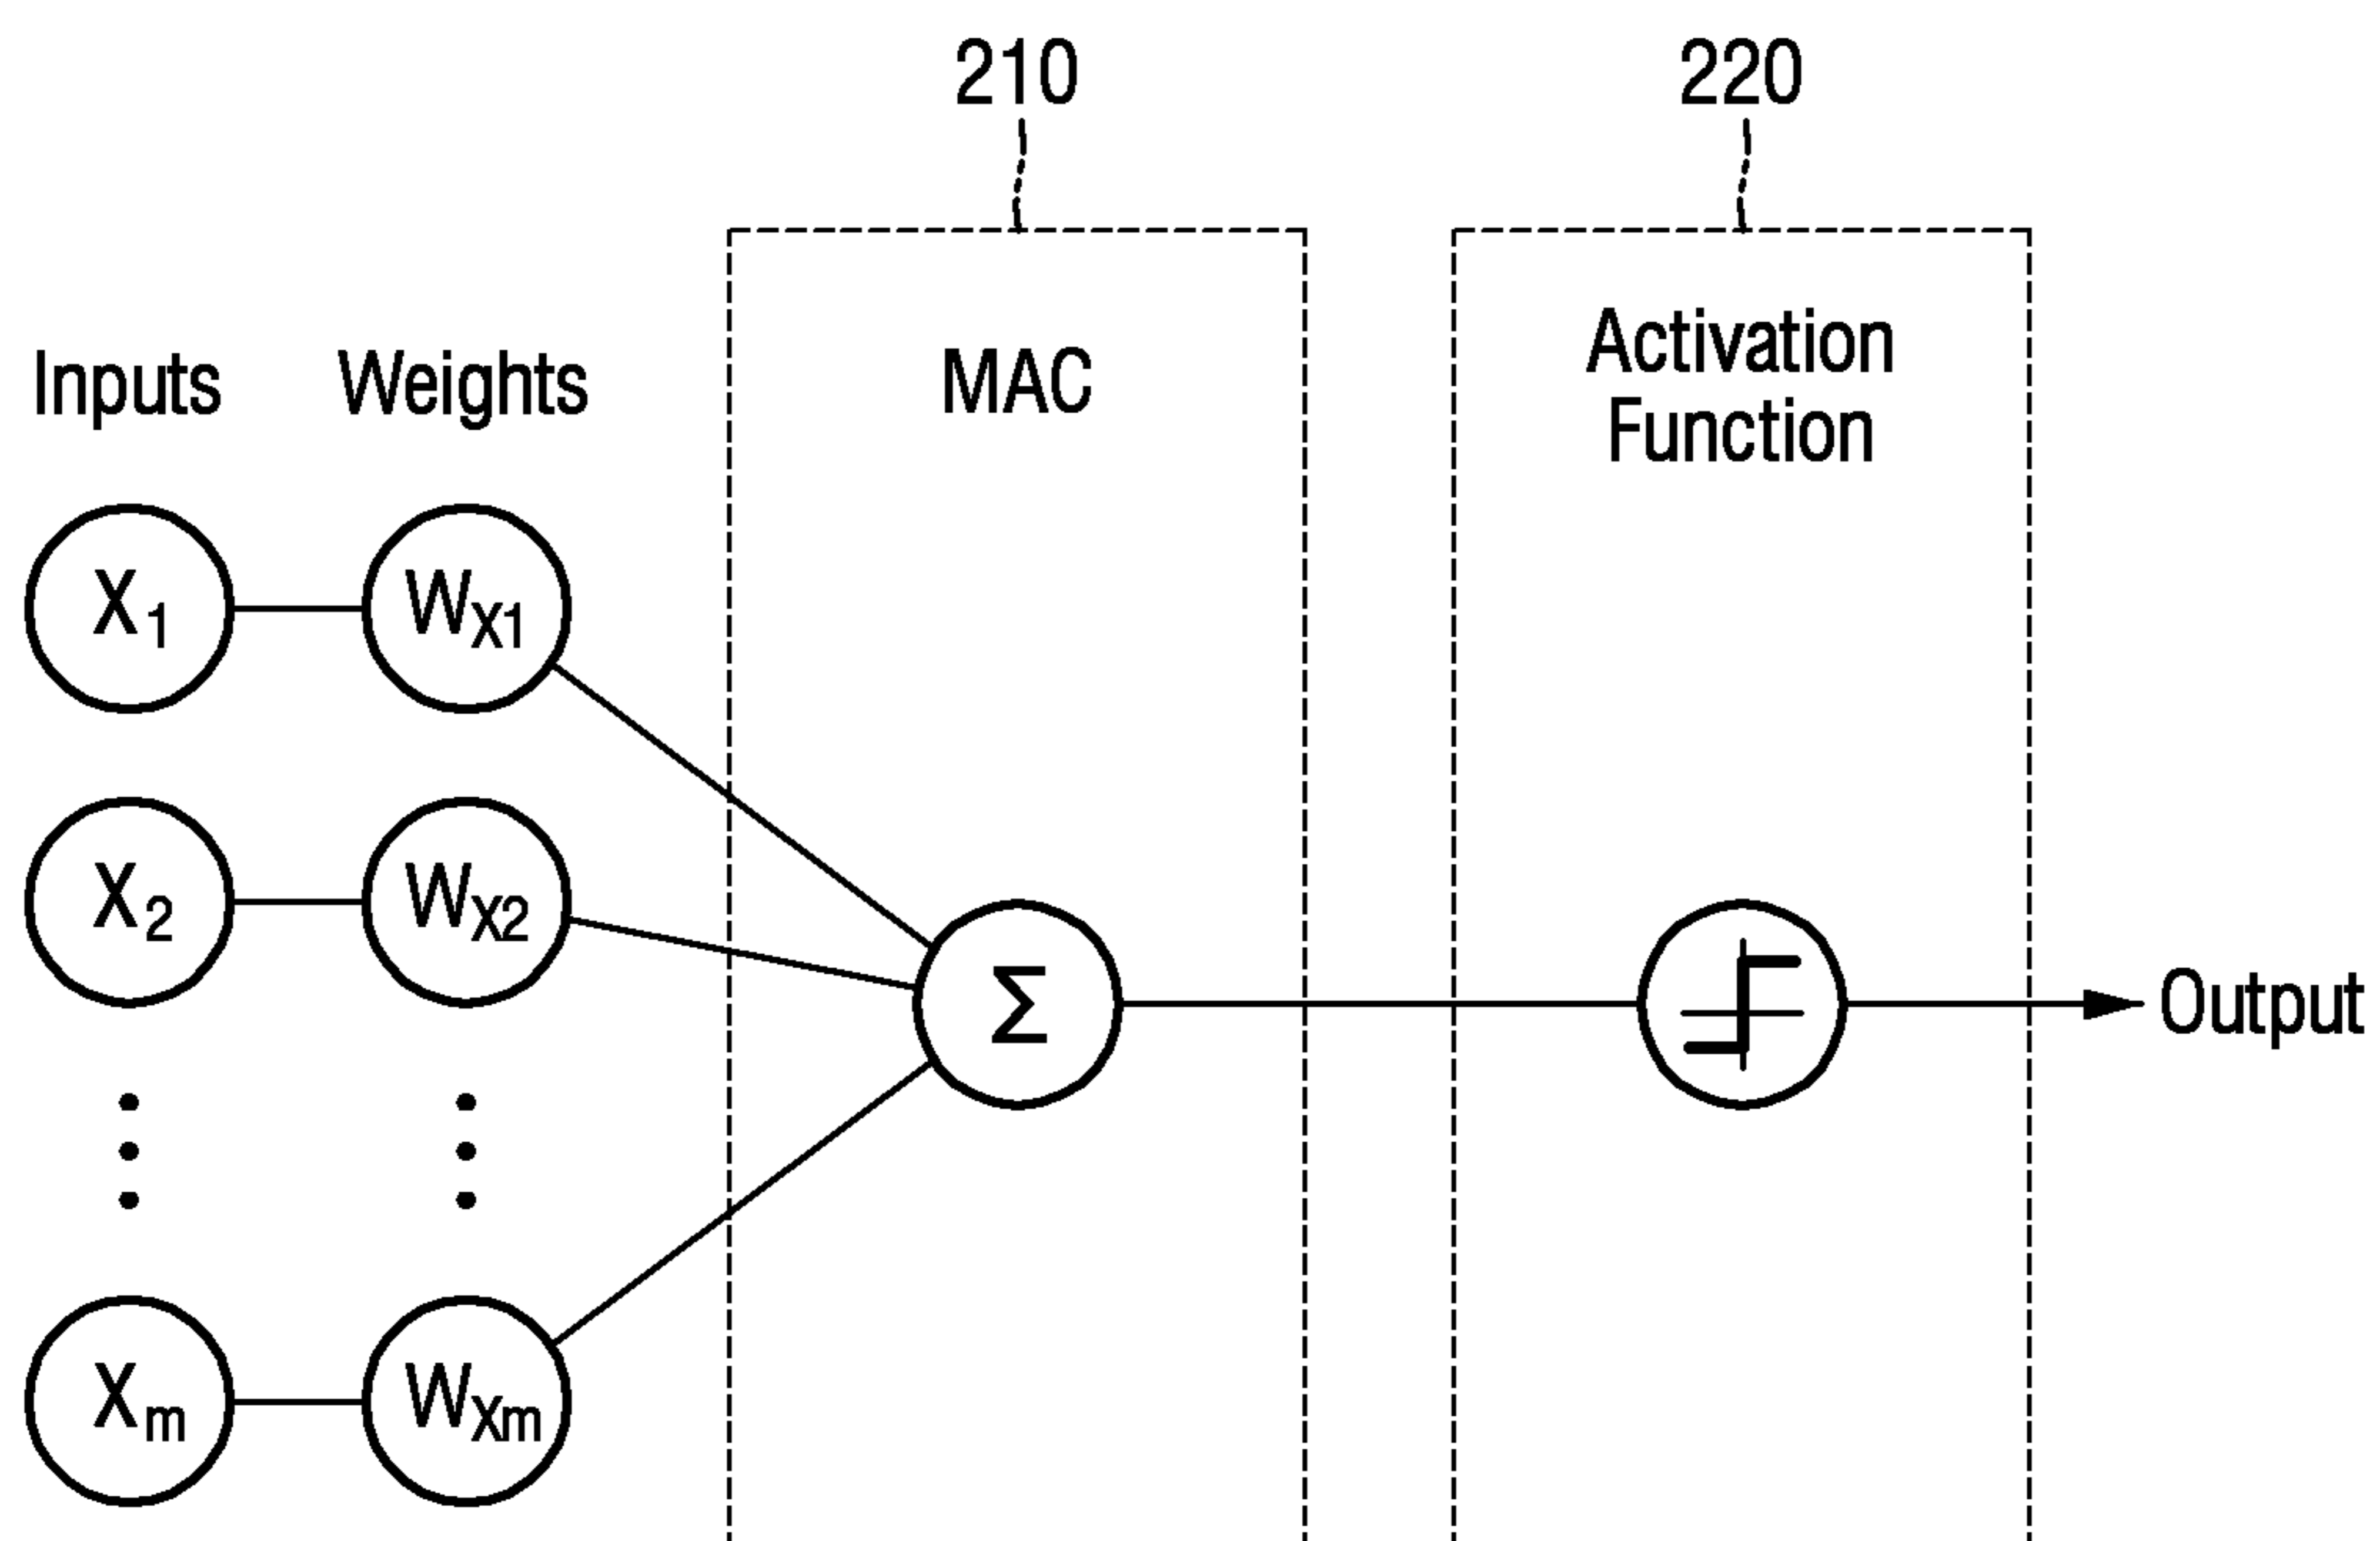 210
220
Inputs
Weights
MAC
Activation
Function
X1
WX1
X2
WX2
Σ
Output
Xm
WXm